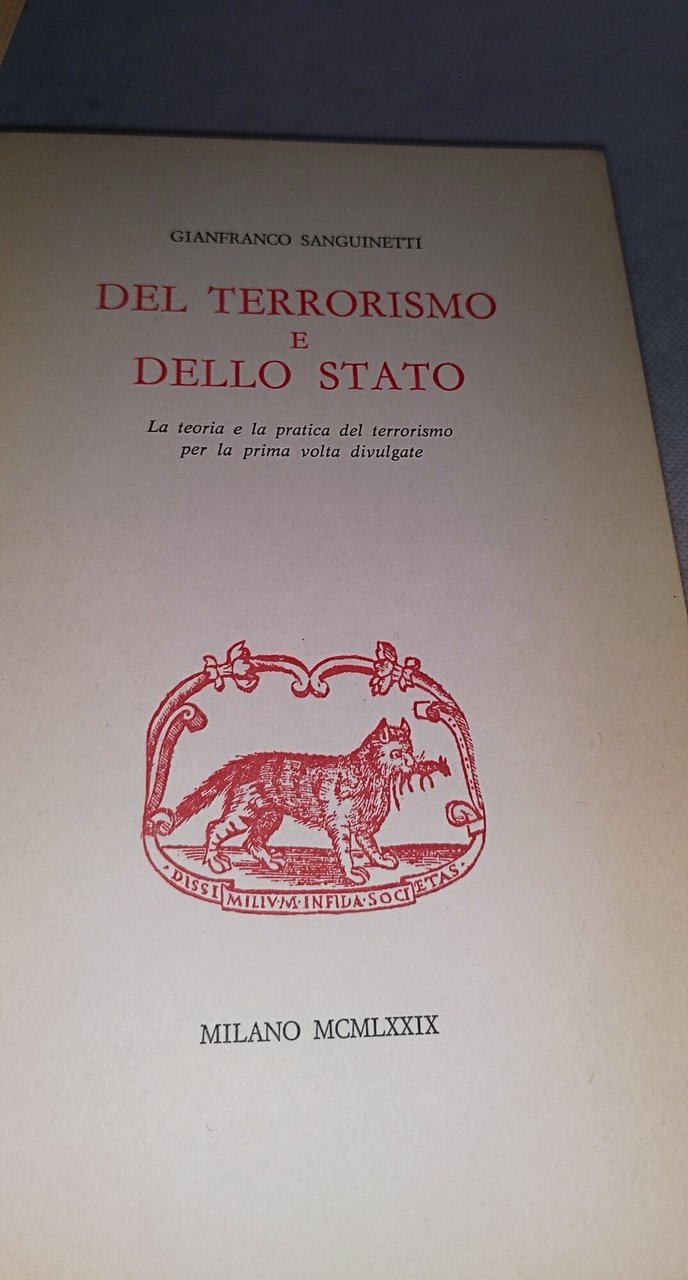 GIANFRANCO SANGUINETTI
DEL TERRORISMO
E
DELLO STATO
La teoria e la pratica del terrorismo
per la prima volta divulgate
·DISSIMILIVM·INFIDA·SOCIETAS·
MILANO MCMLXXIX